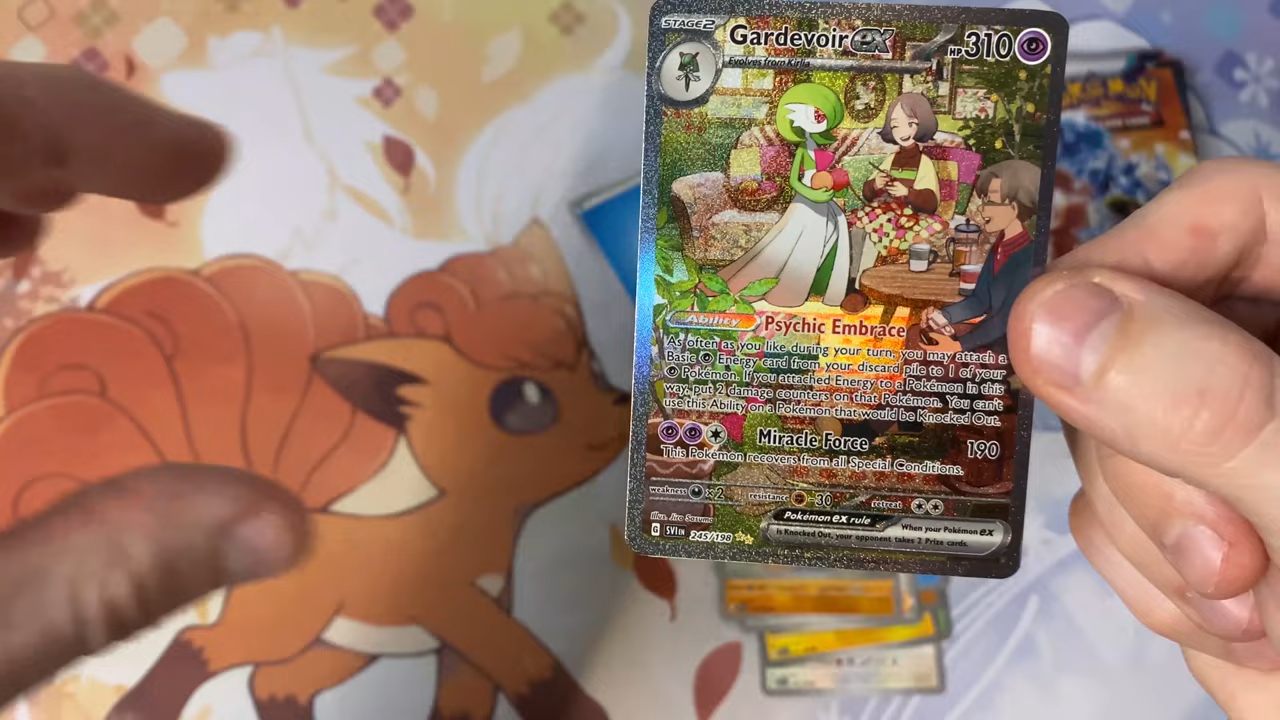 STAGE2
Gardevoir ex
HP 310
Evolves from Kirlia
POKÉMON
Ability Psychic Embrace
As often as you like during your turn, you may attach a
Basic Energy card from your discard pile to 1 of your
Pokémon. If you attached Energy to a Pokémon in this
way, put 2 damage counters on that Pokémon. You can't
use this Ability on a Pokémon that would be Knocked Out.
Miracle Force 190
This Pokémon recovers from all Special Conditions.
weakness ×2 resistance -30 retreat
Illus. Jiro Sasumo
G SVI EN 245/198
Pokémon ex rule
When your Pokémon ex
is Knocked Out, your opponent takes 2 Prize cards.